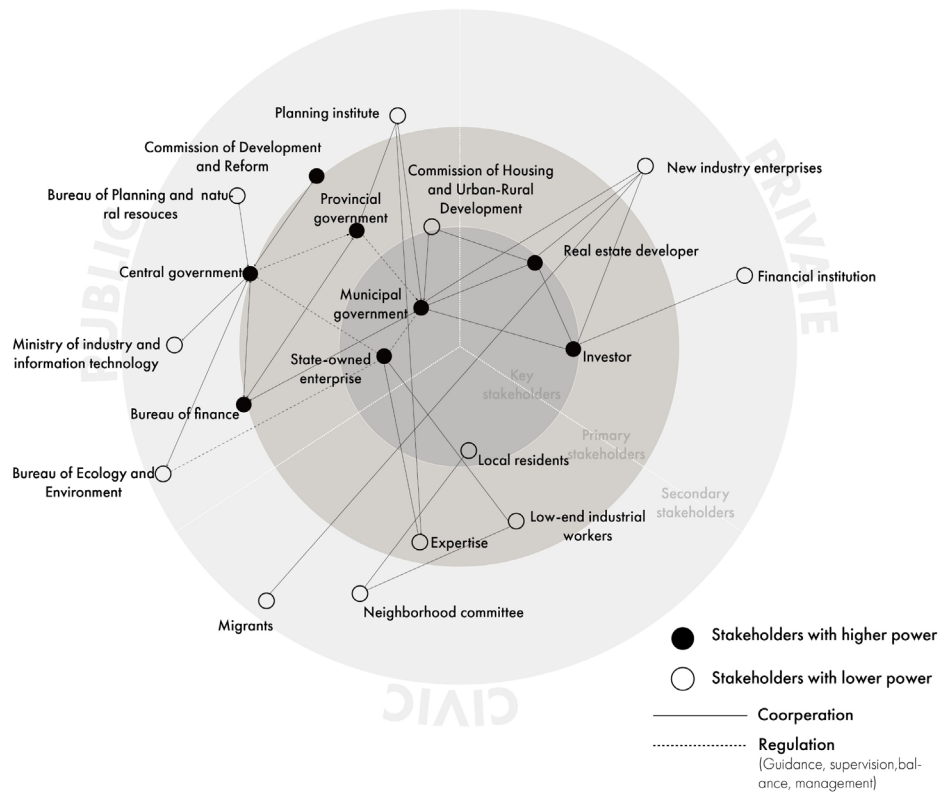 Planning institute
Commission of Development
and Reform
Commission of Housing
and Urban-Rural
Development
New industry enterprises
PRIVATE
Bureau of Planning and natu-
ral resouces
Provincial
government
PUBLIC
Real estate developer
Central government
Financial institution
Municipal
government
Ministry of industry and
information technology
State-owned
enterprise
Investor
Key
stakeholders
Bureau of finance
Primary
stakeholders
Local residents
Bureau of Ecology and
Environment
Secondary
stakeholders
Low-end industrial
workers
Expertise
Neighborhood committee
Migrants
CIVIC
Stakeholders with higher power
Stakeholders with lower power
Coorperation
Regulation
(Guidance, supervision,bal-
ance, management)